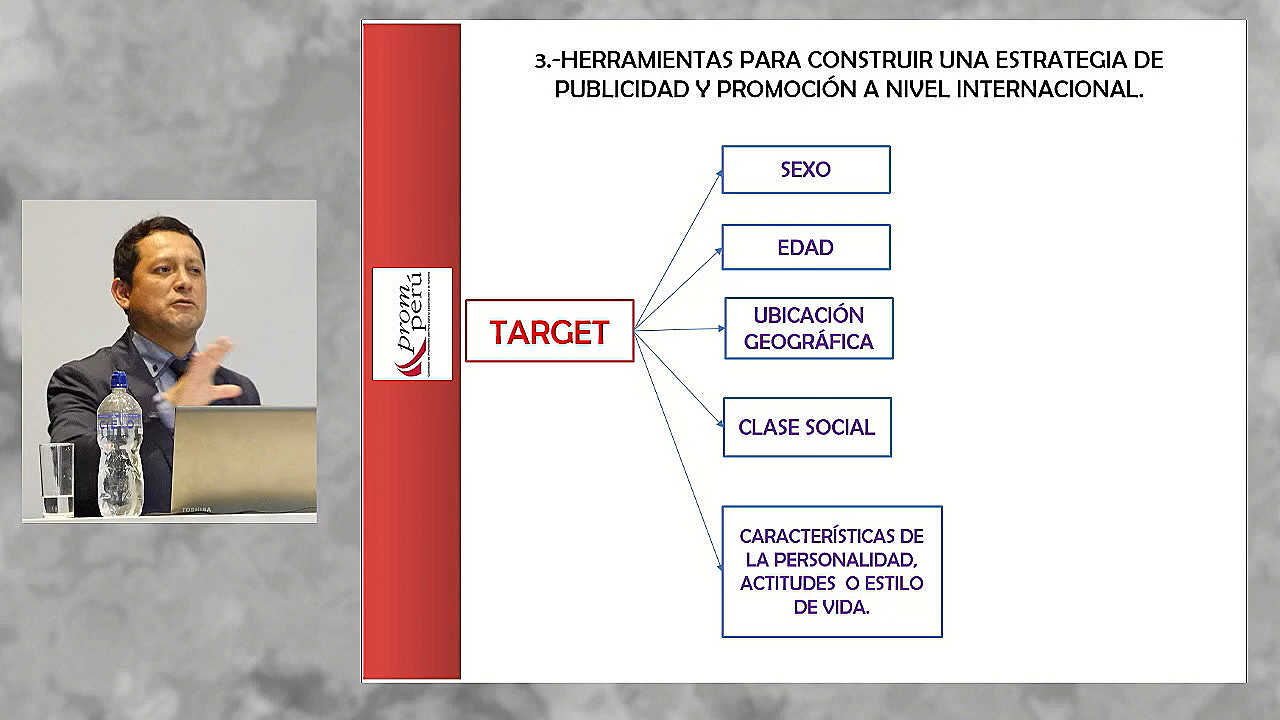 3.-HERRAMIENTAS PARA CONSTRUIR UNA ESTRATEGIA DE
PUBLICIDAD Y PROMOCIÓN A NIVEL INTERNACIONAL.
SEXO
EDAD
UBICACIÓN
GEOGRÁFICA
TARGET
CLASE SOCIAL
CARACTERÍSTICAS DE
LA PERSONALIDAD,
ACTITUDES O ESTILO
DE VIDA.
prom
perú
CIELO
TOSHIBA